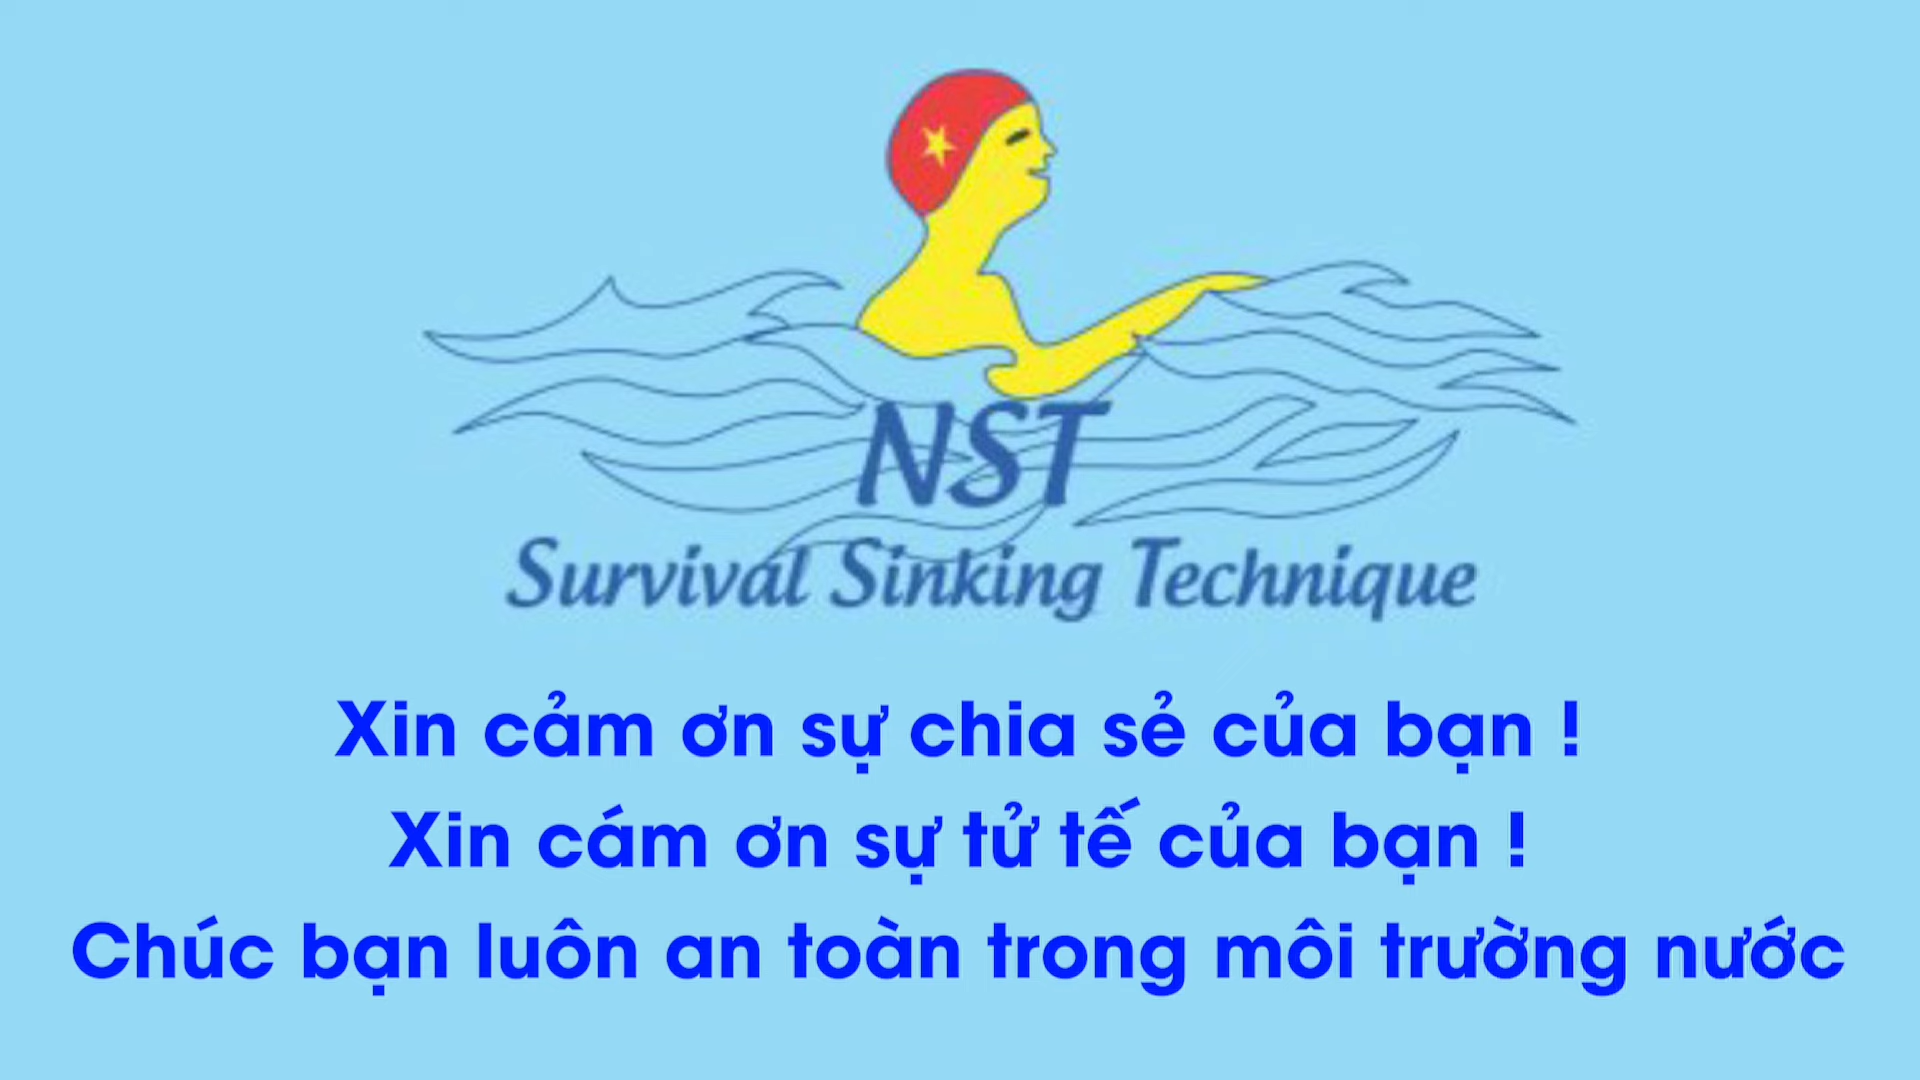 NST
Survival Sinking Technique
Xin cảm ơn sự chia sẻ của bạn !
Xin cám ơn sự tử tế của bạn !
Chúc bạn luôn an toàn trong môi trường nước